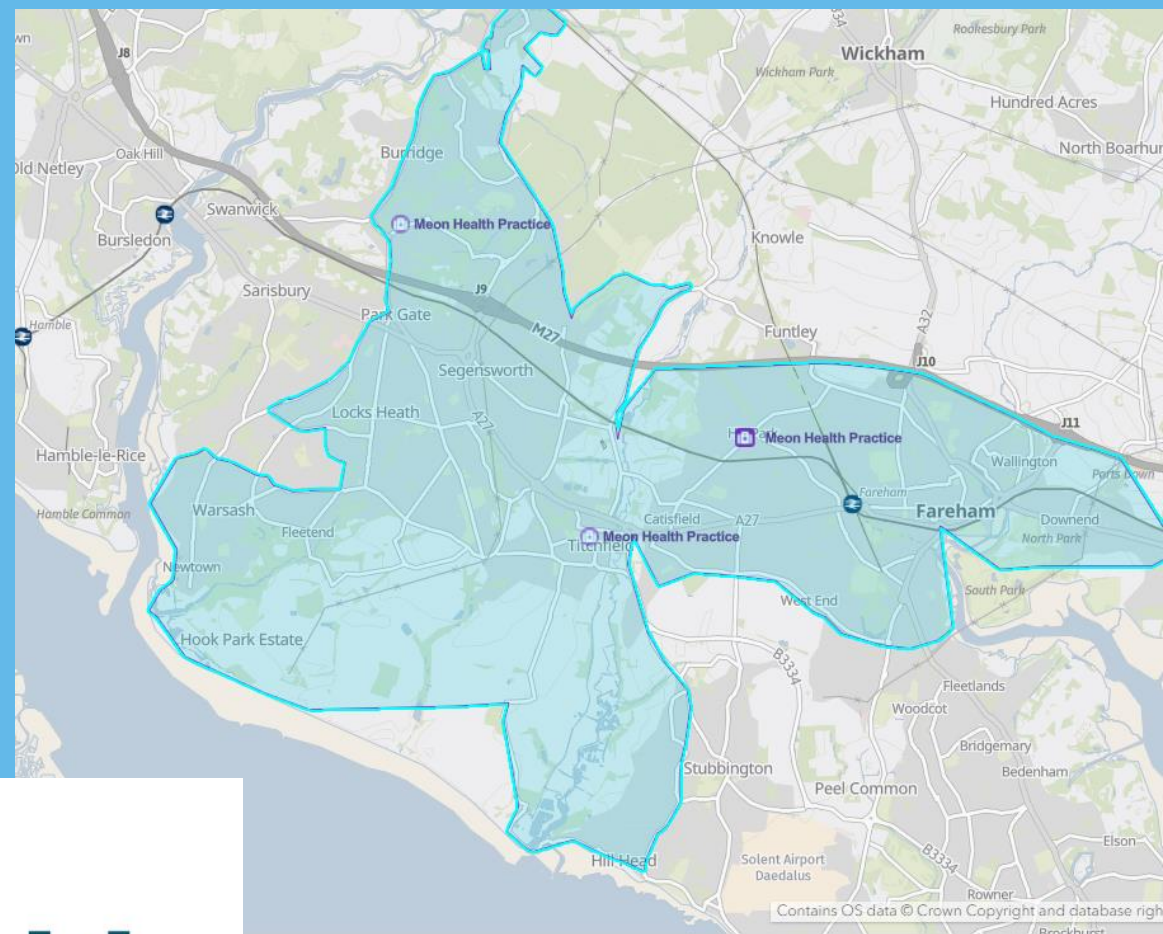 B3334
Rookesbury Park
Wickham
Wickham Park
J8
Hundred Acres
Oak Hill
Burridge
North Boarhun
Old Netley
Swanwick
Meon Health Practice
Bursledon
Knowle
Sarisbury
J9
Park Gate
Hamble
M27
Funtley
A32
Segensworth
J10
Locks Heath
A27
J11
Meon Health Practice
Hamble-le-Rice
Wallington
Ports Down
Fareham
Fareham
Hamble Common
Warsash
Catisfield
A27
Downend
Fleetend
Meon Health Practice
North Park
Titchfield
Newtown
South Park
West End
Hook Park Estate
B3334
Fleetlands
Woodcot
Bridgemary
Stubbington
Bedenham
Peel Common
Elson
Hill Head
Solent Airport
Daedalus
B3334
Rowner
Contains OS data © Crown Copyright and database righ
Brockhurst